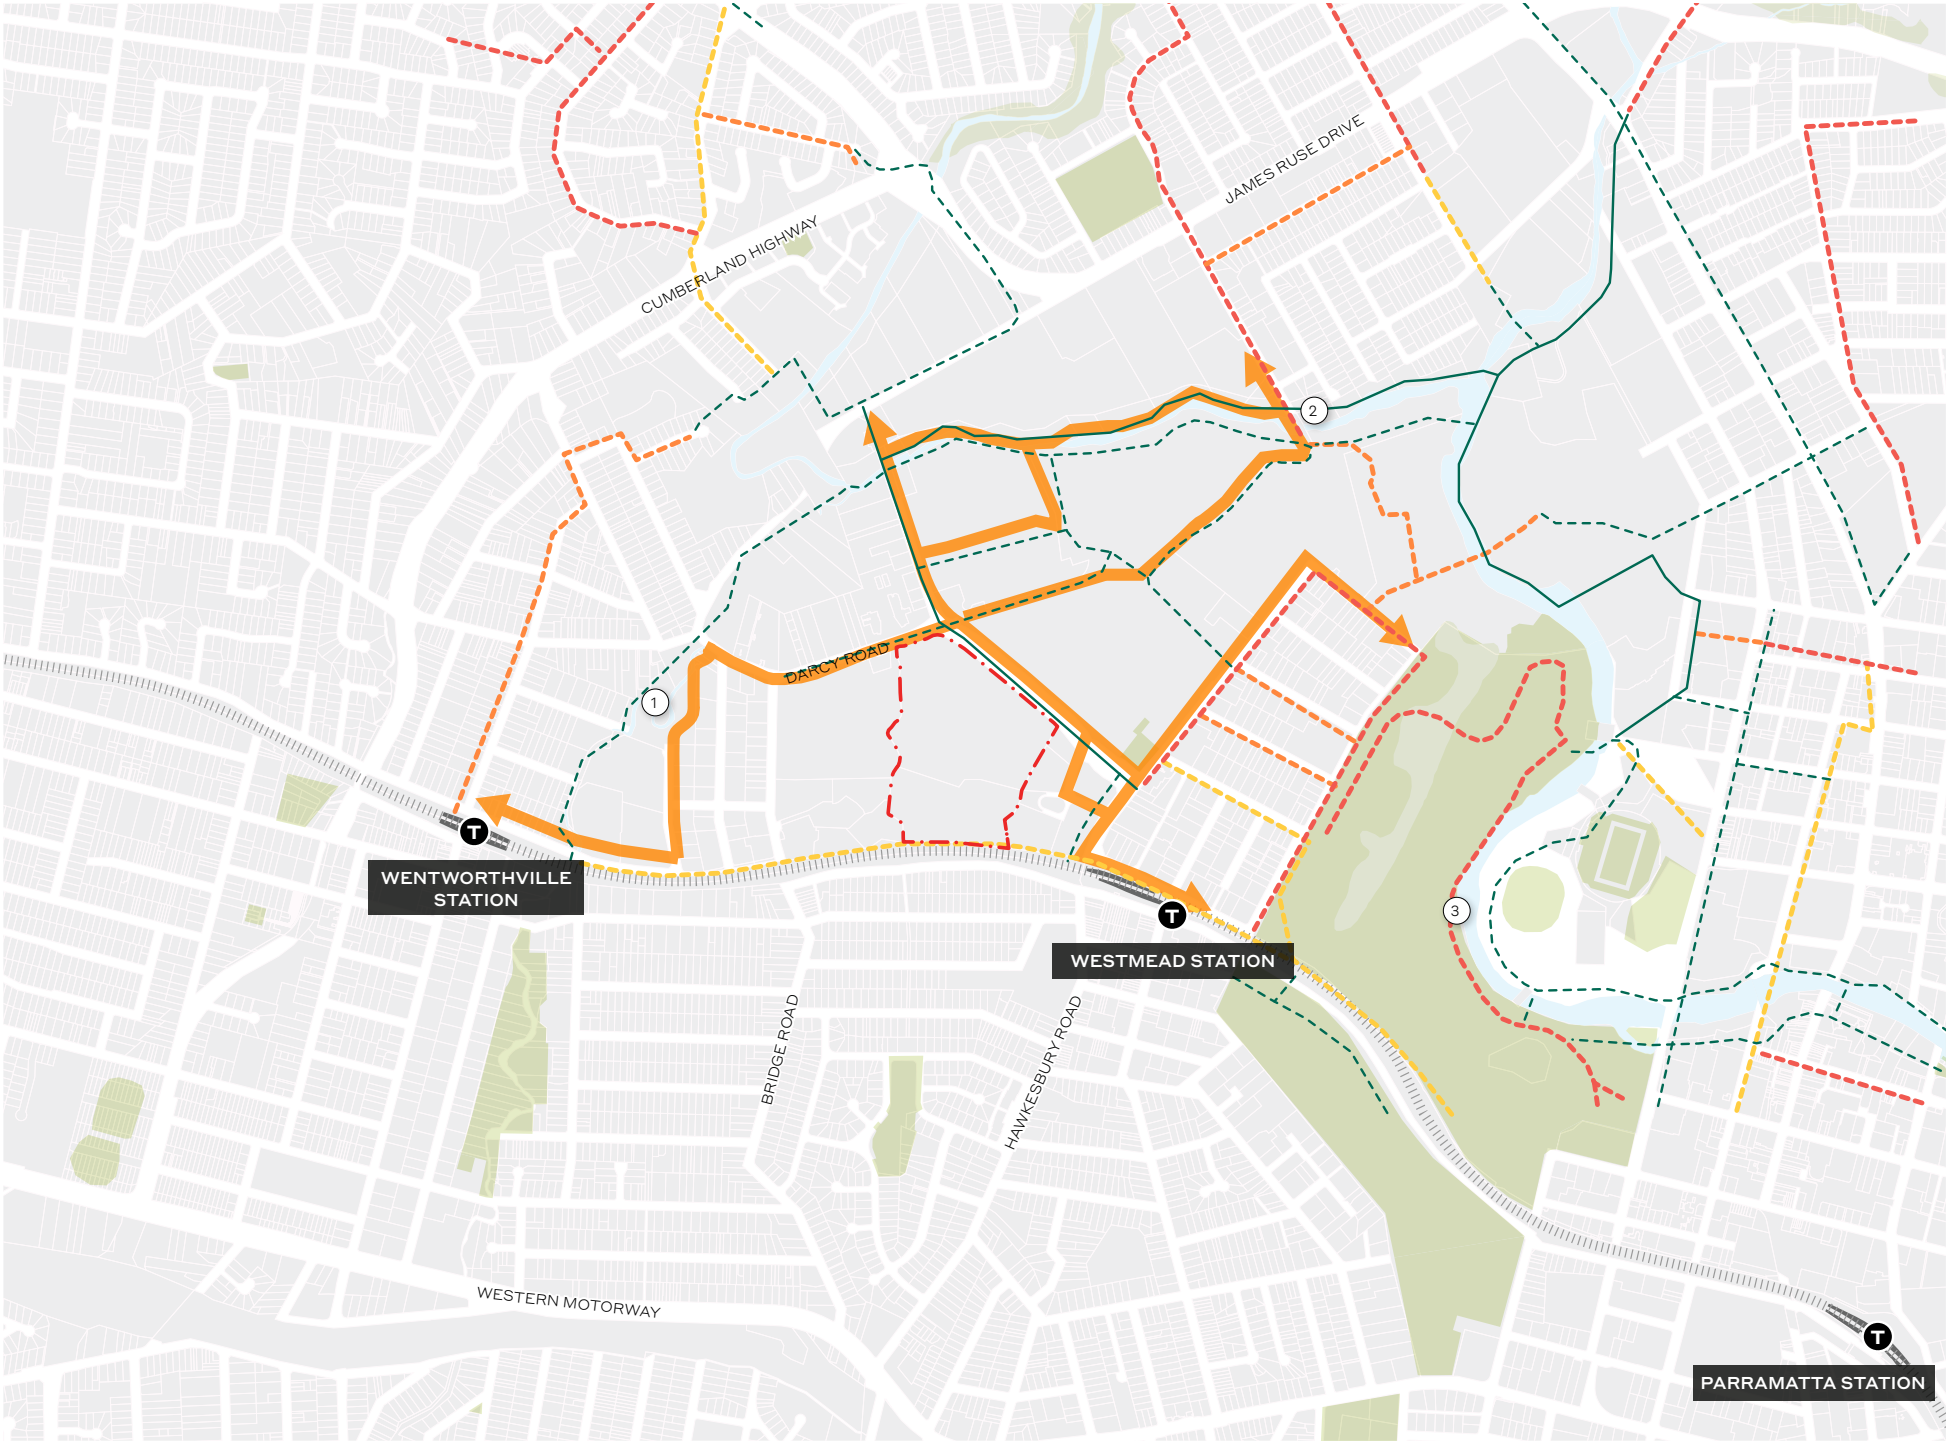 JAMES RUSE DRIVE
CUMBERLAND HIGHWAY
2
DARCY ROAD
1
T
WENTWORTHVILLE
STATION
3
T
WESTMEAD STATION
BRIDGE ROAD
HAWKESBURY ROAD
WESTERN MOTORWAY
T
PARRAMATTA STATION